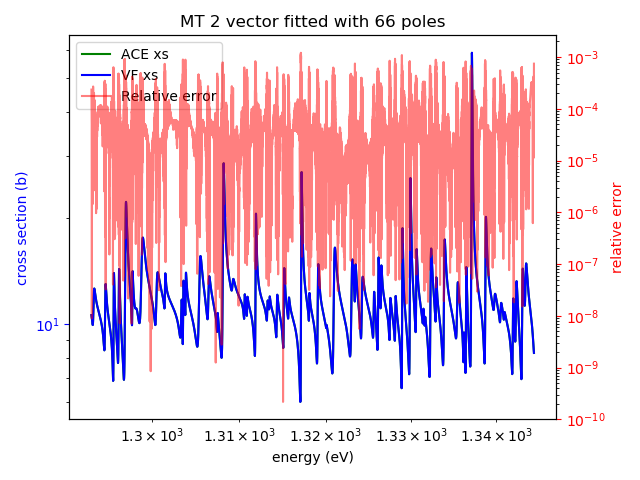 MT 2 vector fitted with 66 poles
ACE xs
VF xs
Relative error
cross section (b)
10¹
10⁻³
10⁻⁴
10⁻⁵
10⁻⁶
10⁻⁷
10⁻⁸
10⁻⁹
10⁻¹⁰
relative error
1.3 × 10³ 1.31 × 10³ 1.32 × 10³ 1.33 × 10³ 1.34 × 10³
energy (eV)